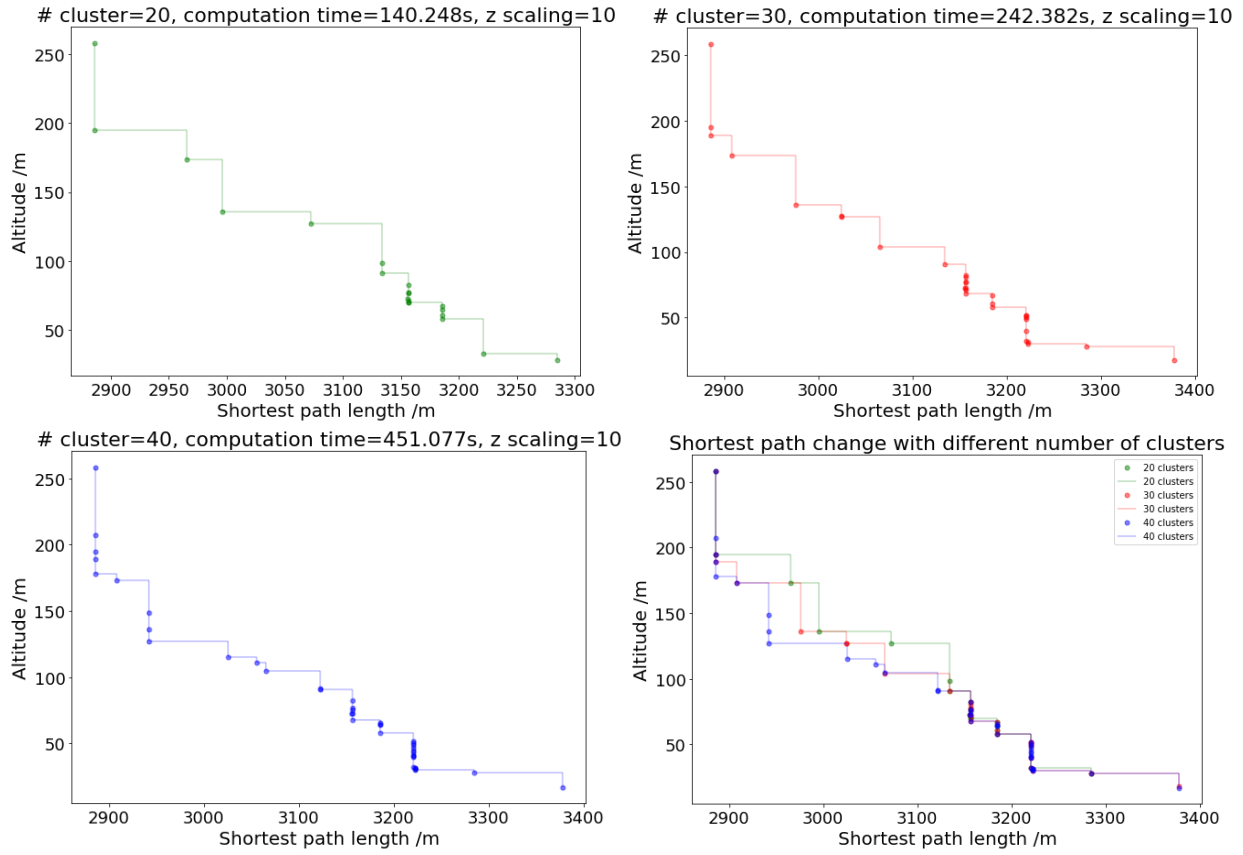 # cluster=20, computation time=140.248s, z scaling=10
250
200
150
100
50
Altitude /m
2900 2950 3000 3050 3100 3150 3200 3250 3300
Shortest path length /m
# cluster=30, computation time=242.382s, z scaling=10
250
200
150
100
50
Altitude /m
2900 3000 3100 3200 3300 3400
Shortest path length /m
# cluster=40, computation time=451.077s, z scaling=10
250
200
150
100
50
Altitude /m
2900 3000 3100 3200 3300 3400
Shortest path length /m
Shortest path change with different number of clusters
20 clusters
20 clusters
30 clusters
30 clusters
40 clusters
40 clusters
250
200
150
100
50
Altitude /m
2900 3000 3100 3200 3300 3400
Shortest path length /m